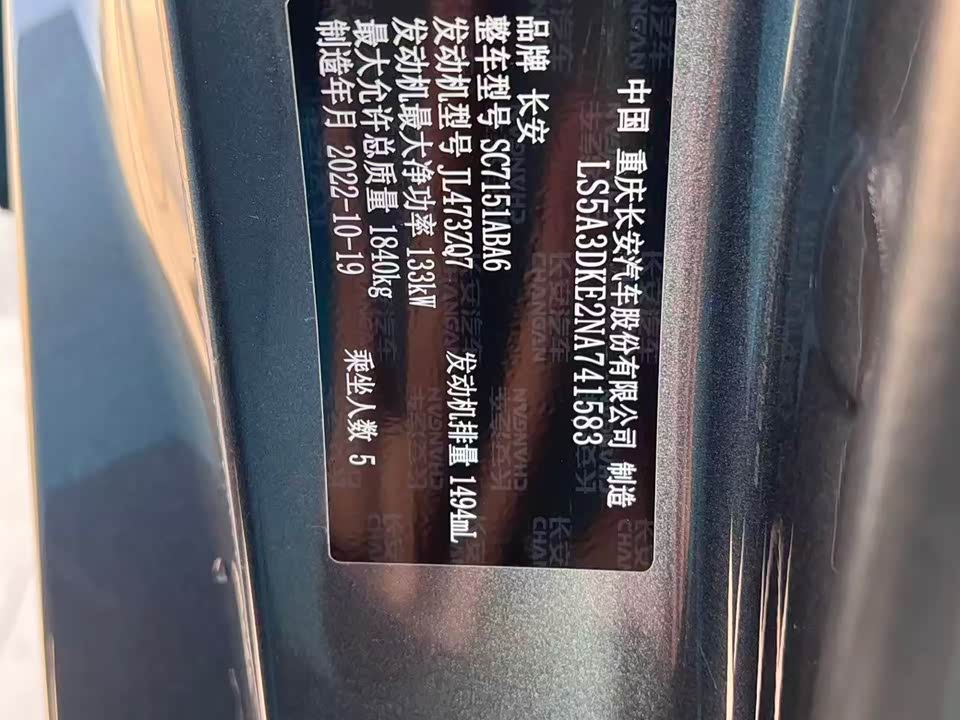 中国 重庆长安汽车股份有限公司 制造
LS5A3DKE2NA741583
品牌 长安
整车型号 SC7151ABA6
发动机型号 JL473ZQ7 发动机排量 1494mL
发动机最大净功率 133kW
最大允许总质量 1840kg
制造年月 2022-10-19 乘坐人数 5